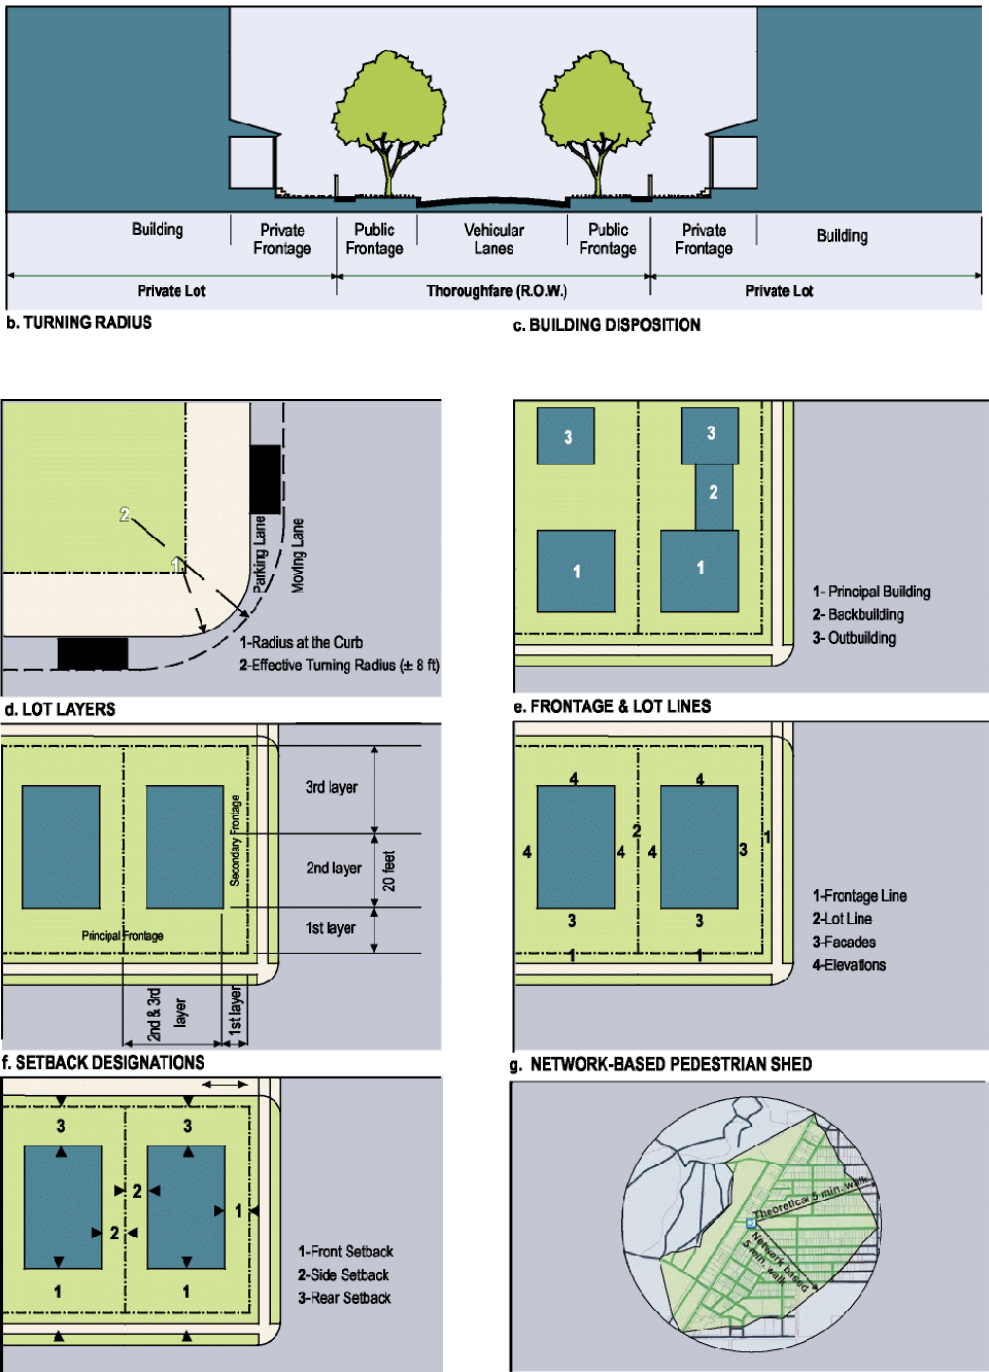 Building
Private
Frontage
Public
Frontage
Vehicular
Lanes
Public
Frontage
Private
Frontage
Building
Private Lot
Thoroughfare (R.O.W.)
Private Lot
b. TURNING RADIUS
2
1
Parking Lane
Moving Lane
1-Radius at the Curb
2-Effective Turning Radius (± 8 ft)
c. BUILDING DISPOSITION
3
3
2
1
1
1- Principal Building
2- Backbuilding
3- Outbuilding
d. LOT LAYERS
Secondary Frontage
Principal Frontage
3rd layer
2nd layer
20 feet
1st layer
2nd & 3rd
layer
1st layer
e. FRONTAGE & LOT LINES
4
4
4
4
2
4
3
1
3
3
1
1
1-Frontage Line
2-Lot Line
3-Facades
4-Elevations
f. SETBACK DESIGNATIONS
3
3
2
1
2
1
1
1-Front Setback
2-Side Setback
3-Rear Setback
g. NETWORK-BASED PEDESTRIAN SHED
Theoretical 5 min. walk
Network based
5 min. walk